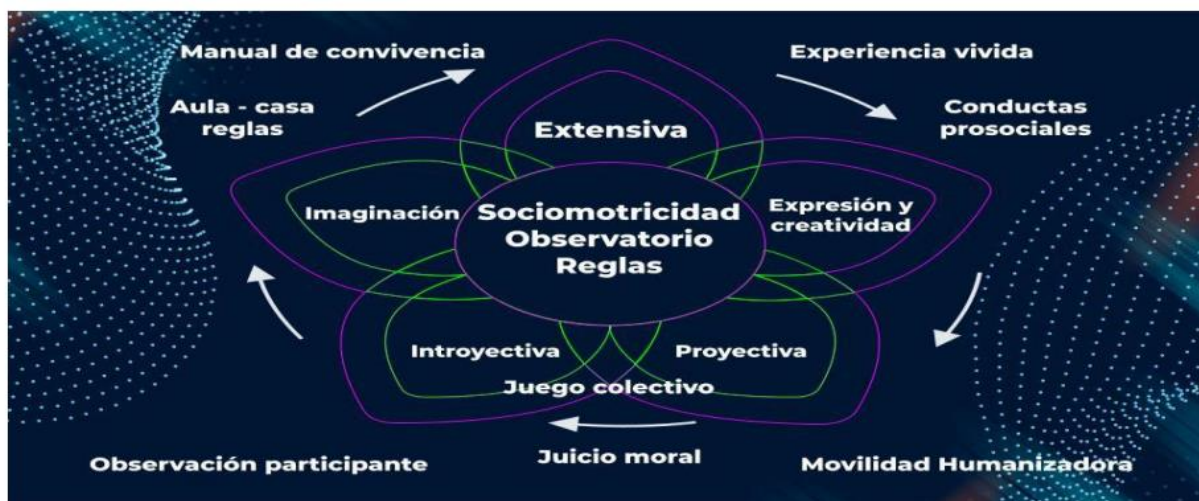 Manual de convivencia
Experiencia vivida
Aula - casa
reglas
Conductas
prosociales
Extensiva
Imaginación
Sociomotricidad
Observatorio
Reglas
Expresión y
creatividad
Introyectiva
Proyectiva
Juego colectivo
Juicio moral
Observación participante
Movilidad Humanizadora